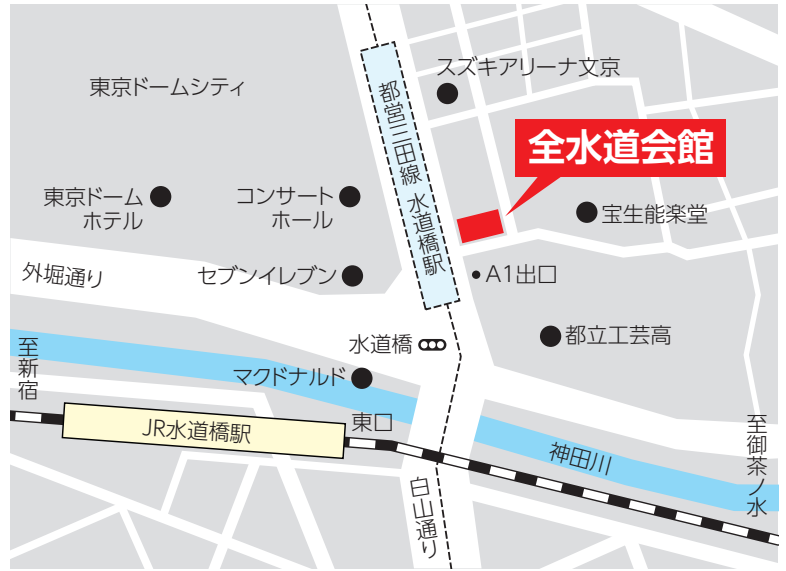 東京ドームシティ
スズキアリーナ文京
都営三田線 水道橋駅
全水道会館
東京ドーム
ホテル
コンサート
ホール
宝生能楽堂
外堀通り
セブンイレブン
A1出口
水道橋
都立工芸高
至新宿
マクドナルド
JR水道橋駅
東口
神田川
至御茶ノ水
白山通り